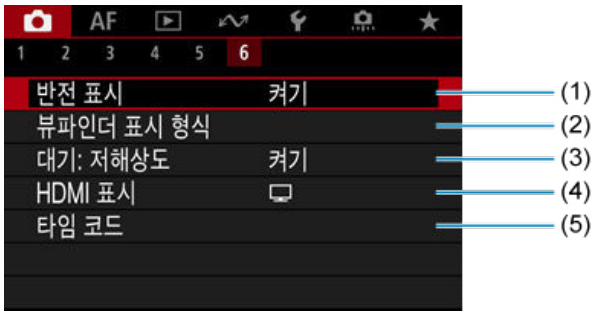 AF
1 2 3 4 5 6
반전 표시 켜기 (1)
뷰파인더 표시 형식 (2)
대기: 저해상도 켜기 (3)
HDMI 표시 (4)
타임 코드 (5)